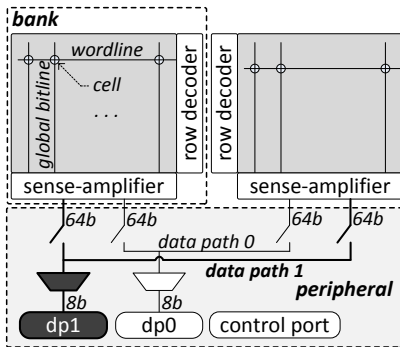 bank
wordline
cell
. . .
global bitline
row decoder
row decoder
sense-amplifier
sense-amplifier
64b
64b
64b
64b
data path 0
data path 1
peripheral
8b
8b
dp1
dp0
control port